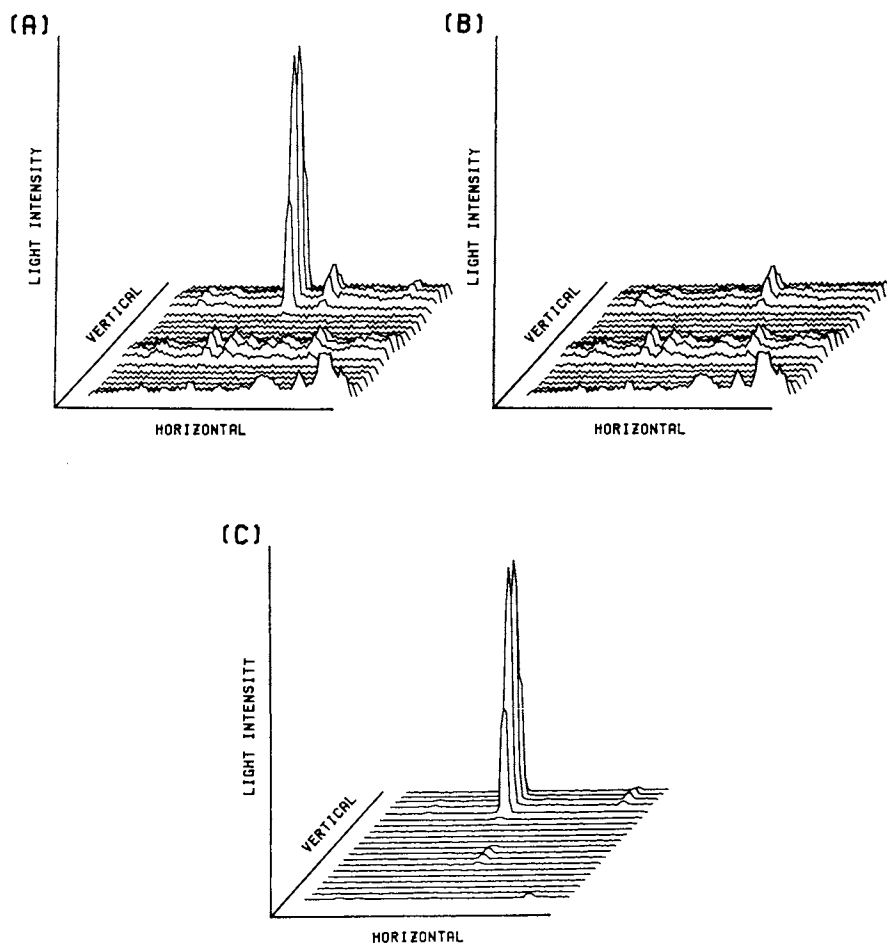 (A)
LIGHT INTENSITY
VERTICAL
HORIZONTAL
(B)
LIGHT INTENSITY
VERTICAL
HORIZONTAL
(C)
LIGHT INTENSITT
VERTICAL
HORIZONTAL